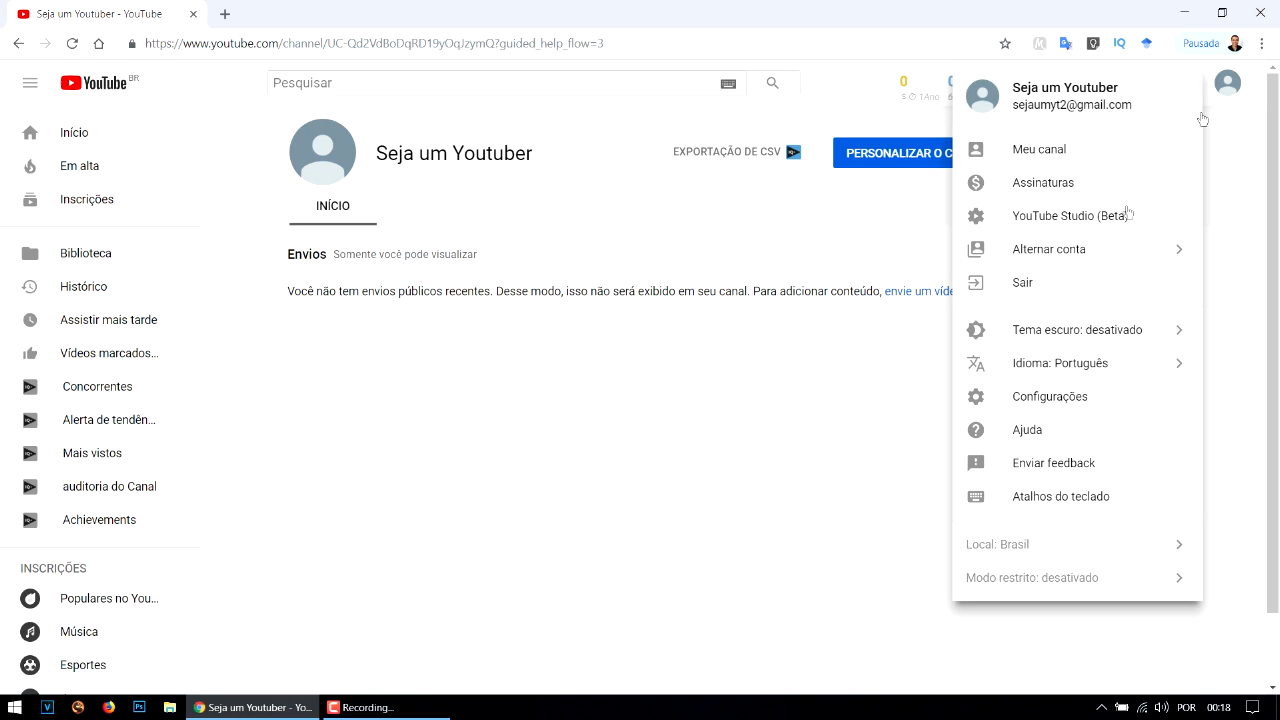 Seja um Youtuber - YouTube
https://www.youtube.com/channel/UC-Qd2VdBoDqRD19yOqJzymQ?guided_help_flow=3
IQ
Pausada
YouTube BR
Pesquisar
0
1Ano
Início
Em alta
Inscrições
Biblioteca
Histórico
Assistir mais tarde
Vídeos marcados...
Concorrentes
Alerta de tendên...
Mais vistos
auditoria do Canal
Achievements
INSCRIÇÕES
Populares no You...
Música
Esportes
Seja um Youtuber
EXPORTAÇÃO DE CSV
PERSONALIZAR O C
INÍCIO
Envios Somente você pode visualizar
Você não tem envios públicos recentes. Desse modo, isso não será exibido em seu canal. Para adicionar conteúdo, envie um víde
Seja um Youtuber
sejaumyt2@gmail.com
Meu canal
Assinaturas
YouTube Studio (Beta)
Alternar conta
Sair
Tema escuro: desativado
Idioma: Português
Configurações
Ajuda
Enviar feedback
Atalhos do teclado
Local: Brasil
Modo restrito: desativado
Seja um Youtuber - Yo...
Recording...
POR
00:18